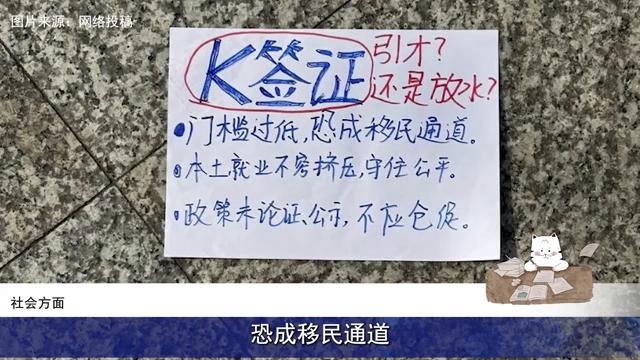 图片来源：网络投稿
K签证
引才？
还是放水？
门槛过低，恐成移民通道。
本土就业不容挤压，守住公平。
政策未论证、公示，不应仓促。
社会方面
恐成移民通道